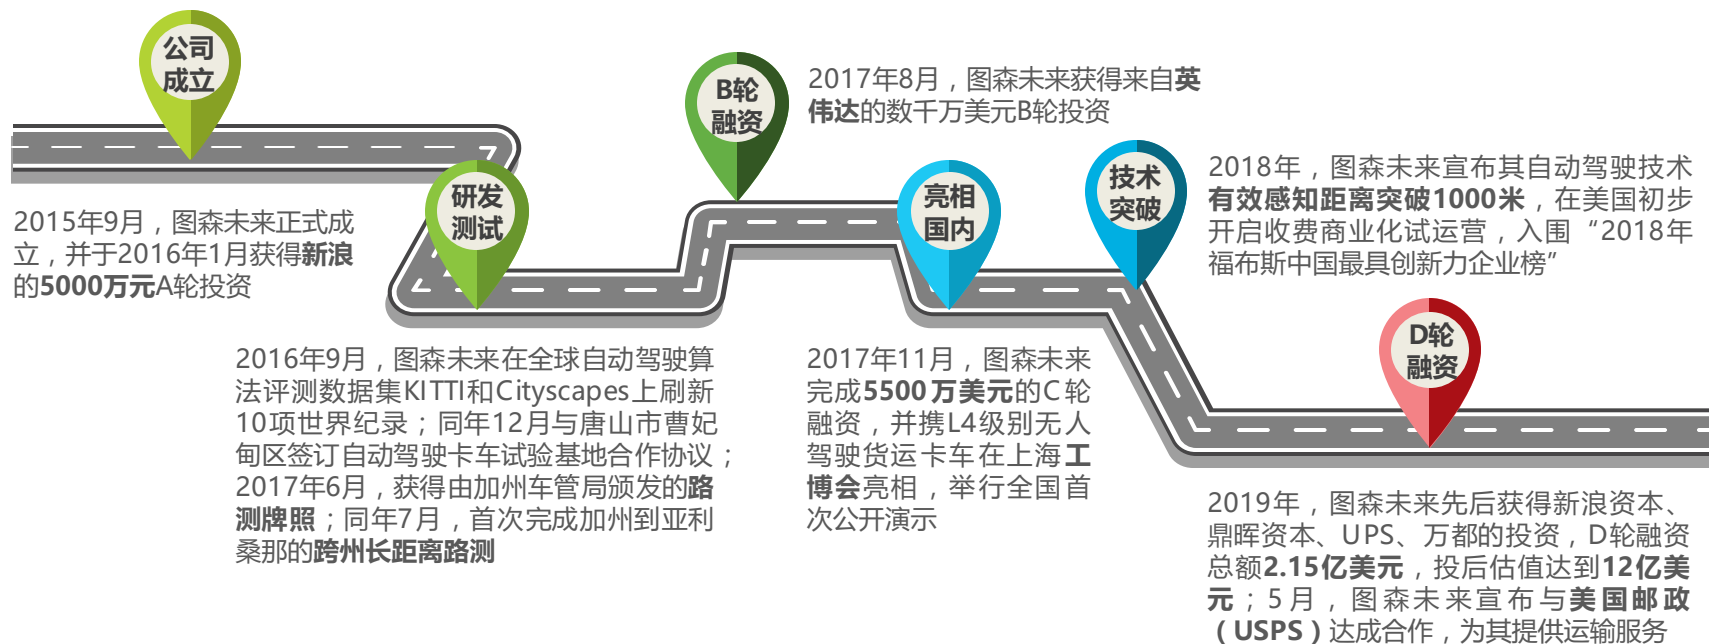 公司
成立
2015年9月，图森未来正式成
立，并于2016年1月获得新浪
的5000万元A轮投资
研发
测试
2016年9月，图森未来在全球自动驾驶算
法评测数据集KITTI和Cityscapes上刷新
10项世界纪录；同年12月与唐山市曹妃
甸区签订自动驾驶卡车试验基地合作协议；
2017年6月，获得由加州车管局颁发的路
测牌照；同年7月，首次完成加州到亚利
桑那的跨州长距离路测
B轮
融资
2017年8月，图森未来获得来自英
伟达的数千万美元B轮投资
亮相
国内
2017年11月，图森未来
完成5500万美元的C轮
融资，并携L4级别无人
驾驶货运卡车在上海工
博会亮相，举行全国首
次公开演示
技术
突破
2018年，图森未来宣布其自动驾驶技术
有效感知距离突破1000米，在美国初步
开启收费商业化试运营，入围“2018年
福布斯中国最具创新力企业榜”
D轮
融资
2019年，图森未来先后获得新浪资本、
鼎晖资本、UPS、万都的投资，D轮融资
总额2.15亿美元，投后估值达到12亿美
元；5月，图森未来宣布与美国邮政
（USPS）达成合作，为其提供运输服务